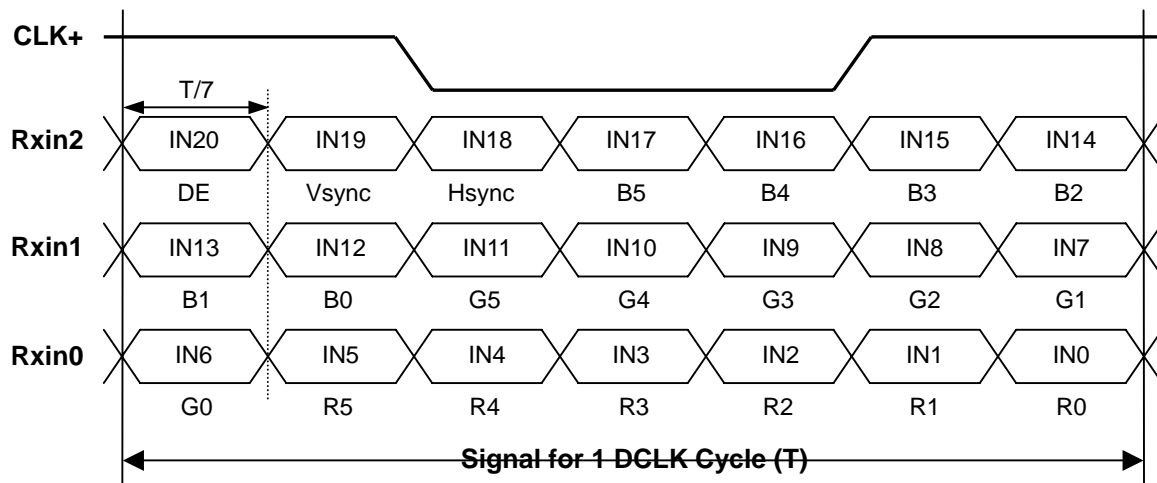 CLK+
T/7
Rxin2 IN20 IN19 IN18 IN17 IN16 IN15 IN14
DE Vsync Hsync B5 B4 B3 B2
Rxin1 IN13 IN12 IN11 IN10 IN9 IN8 IN7
B1 B0 G5 G4 G3 G2 G1
Rxin0 IN6 IN5 IN4 IN3 IN2 IN1 IN0
G0 R5 R4 R3 R2 R1 R0
Signal for 1 DCLK Cycle (T)